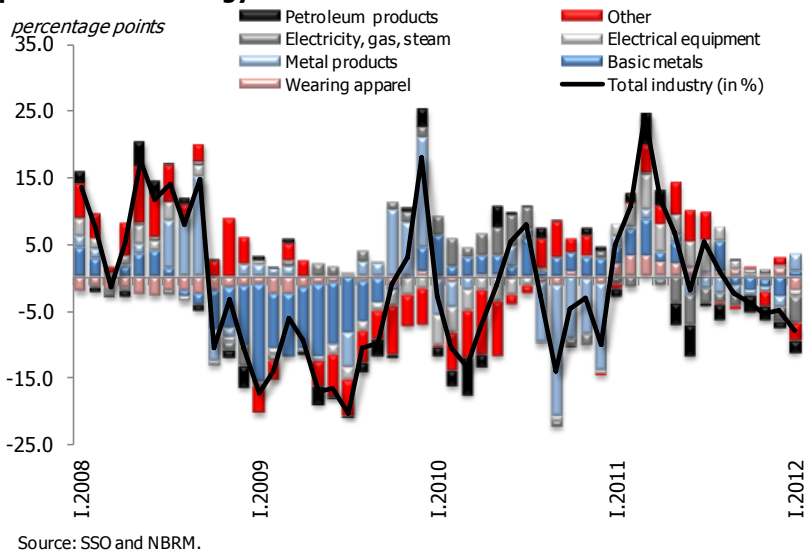 percentage points
Petroleum products
Other
Electricity, gas, steam
Electrical equipment
Metal products
Basic metals
Wearing apparel
Total industry (in %)
35.0
25.0
15.0
5.0
-5.0
-15.0
-25.0
I.2008
I.2009
I.2010
I.2011
I.2012
Source: SSO and NBRM.